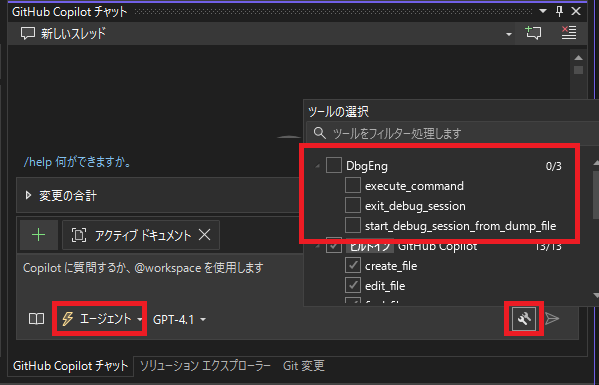 GitHub Copilot チャット
新しいスレッド
ツールの選択
ツールをフィルター処理します
DbgEng 0/3
execute_command
exit_debug_session
start_debug_session_from_dump_file
ビルトイン GitHub Copilot 13/13
create_file
edit_file
/help 何ができますか。
変更の合計
アクティブ ドキュメント
Copilot に質問するか、@workspace を使用します
エージェント GPT-4.1
GitHub Copilot チャット ソリューション エクスプローラー Git 変更